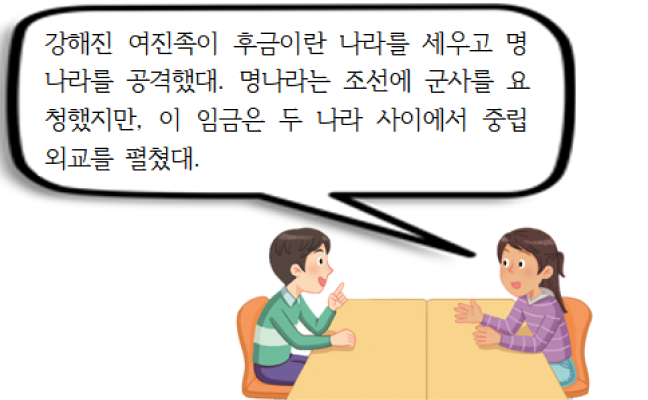 강해진 여진족이 후금이란 나라를 세우고 명
나라를 공격했대. 명나라는 조선에 군사를 요
청했지만, 이 임금은 두 나라 사이에서 중립
외교를 펼쳤대.